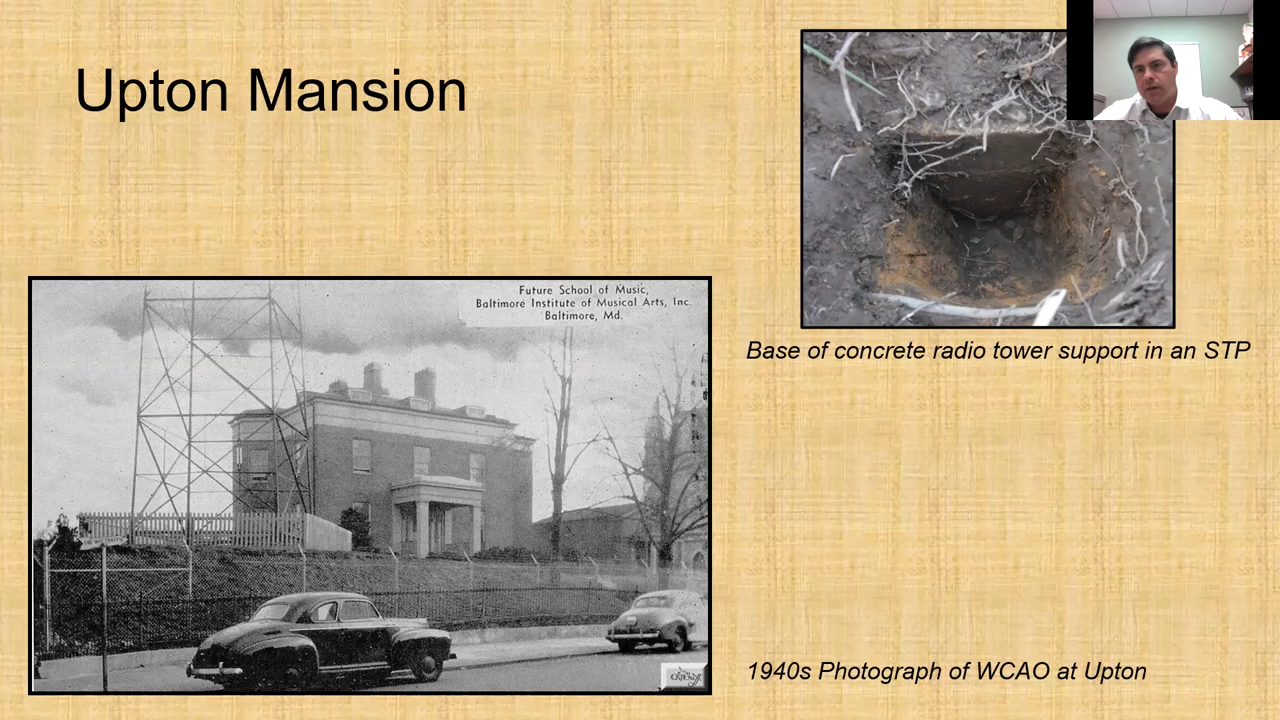 Upton Mansion
Future School of Music,
Baltimore Institute of Musical Arts, Inc.
Baltimore, Md.
Base of concrete radio tower support in an STP
1940s Photograph of WCAO at Upton